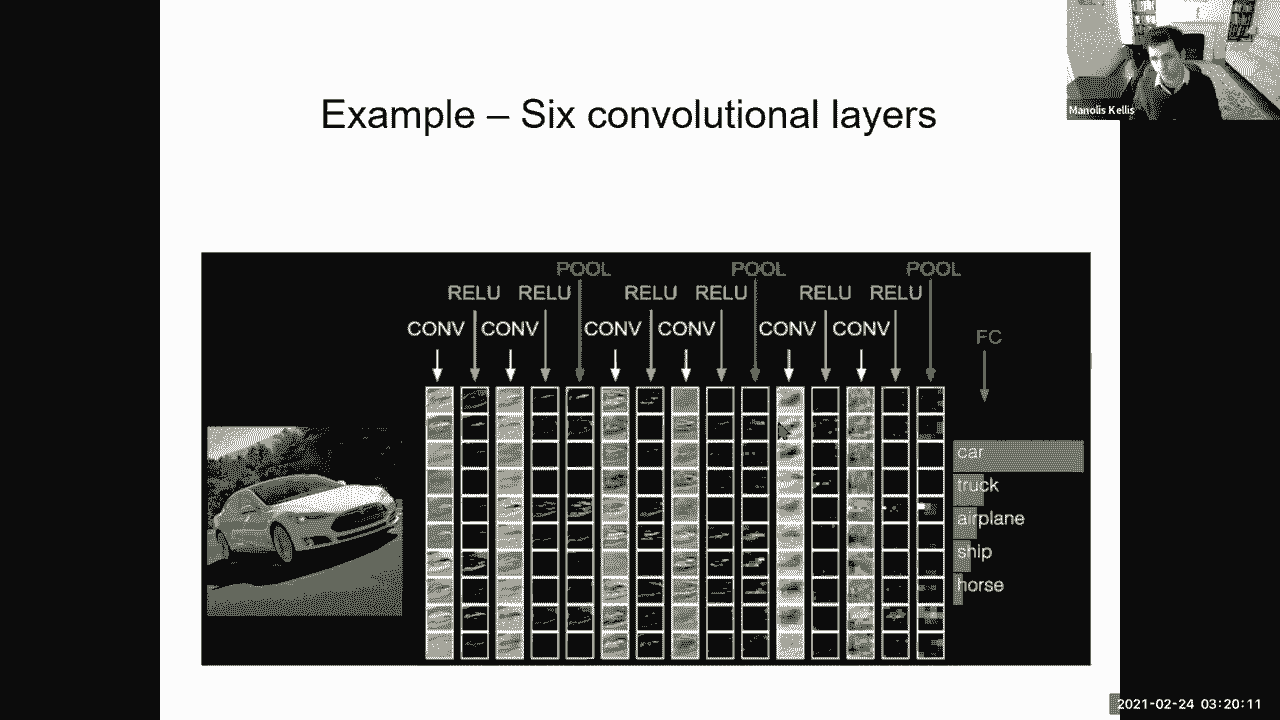 Manolis Kellis
Example – Six convolutional layers
POOL POOL POOL
RELU RELU RELU RELU RELU RELU
CONV CONV CONV CONV CONV CONV
FC
car
truck
airplane
ship
horse
2021-02-24 03:20:11